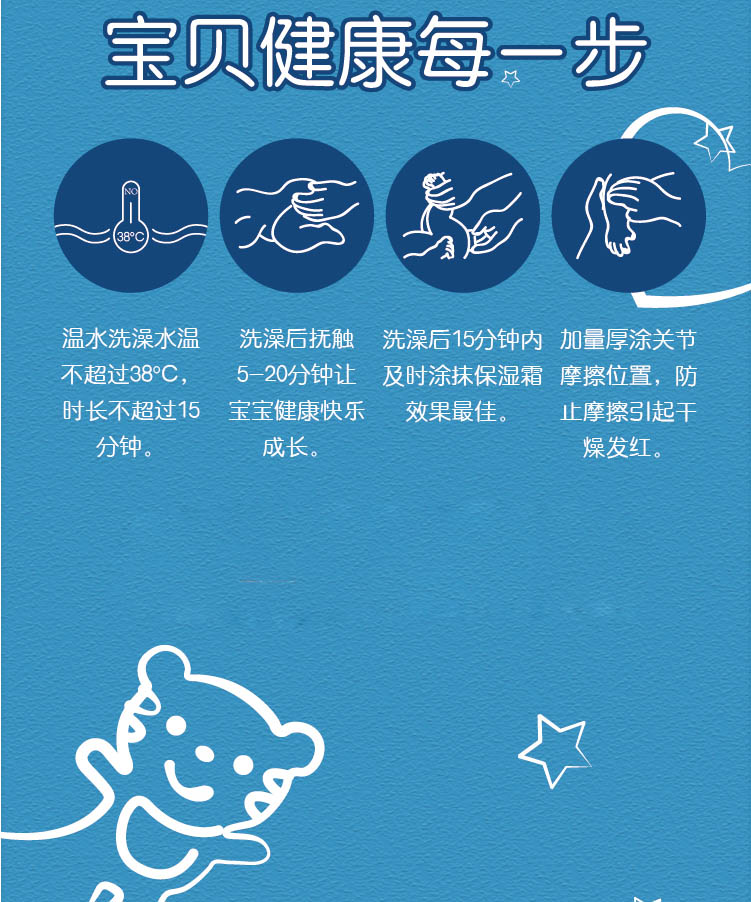 宝贝健康每一步
NO
38°C
温水洗澡水温
不超过38°C，
时长不超过15
分钟。
洗澡后抚触
5-20分钟让
宝宝健康快乐
成长。
洗澡后15分钟内
及时涂抹保湿霜
效果最佳。
加量厚涂关节
摩擦位置，防
止摩擦引起干
燥发红。